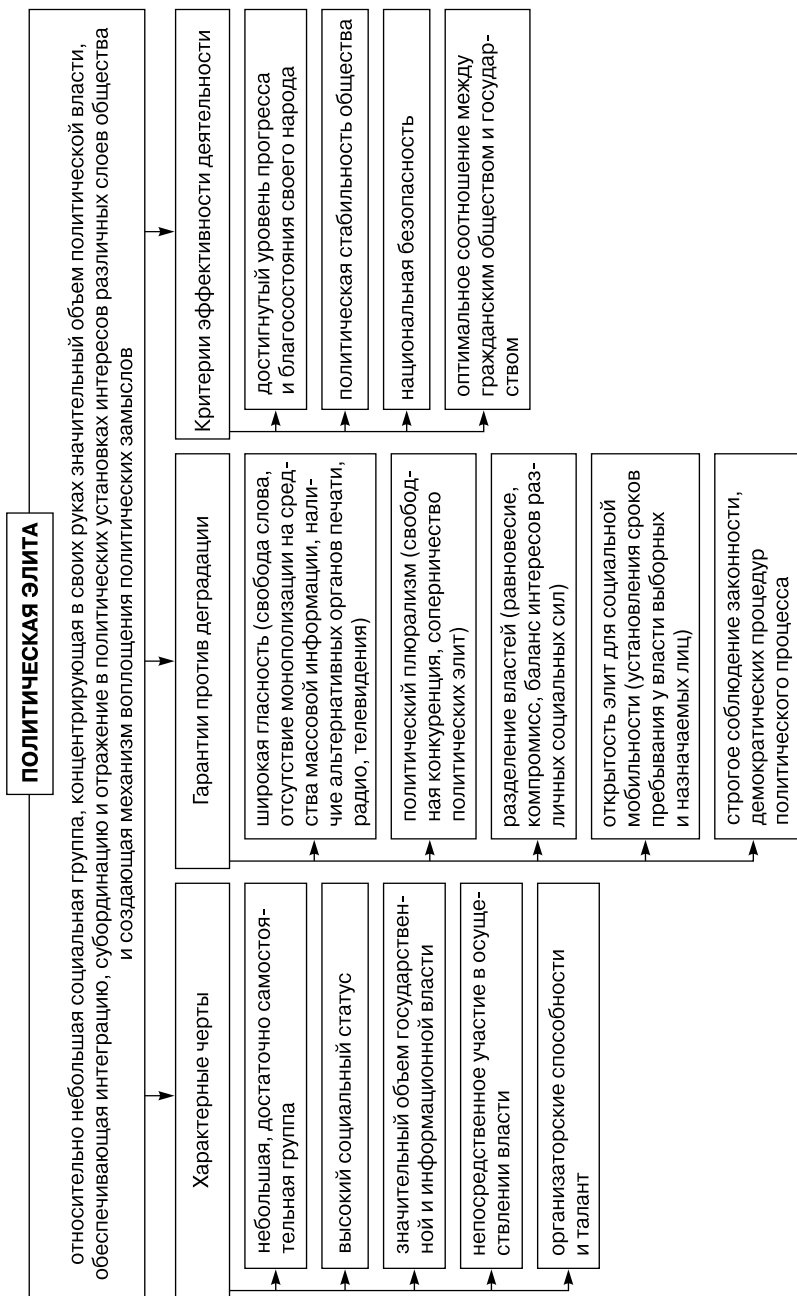 ПОЛИТИЧЕСКАЯ ЭЛИТА
относительно небольшая социальная группа, концентрирующая в своих руках значительный объем политической власти,
обеспечивающая интеграцию, субординацию и отражение в политических установках интересов различных слоев общества
и создающая механизм воплощения политических замыслов
Характерные черты
небольшая, достаточно самостоя-
тельная группа
высокий социальный статус
значительный объем государствен-
ной и информационной власти
непосредственное участие в осуще-
ствлении власти
организаторские способности
и талант
Гарантии против деградации
широкая гласность (свобода слова,
отсутствие монополизации на сред-
ства массовой информации, нали-
чие альтернативных органов печати,
радио, телевидения)
политический плюрализм (свобод-
ная конкуренция, соперничество
политических элит)
разделение властей (равновесие,
компромисс, баланс интересов раз-
личных социальных сил)
открытость элит для социальной
мобильности (установления сроков
пребывания у власти выборных
и назначаемых лиц)
строгое соблюдение законности,
демократических процедур
политического процесса
Критерии эффективности деятельности
достигнутый уровень прогресса
и благосостояния своего народа
политическая стабильность общества
национальная безопасность
оптимальное соотношение между
гражданским обществом и государ-
ством